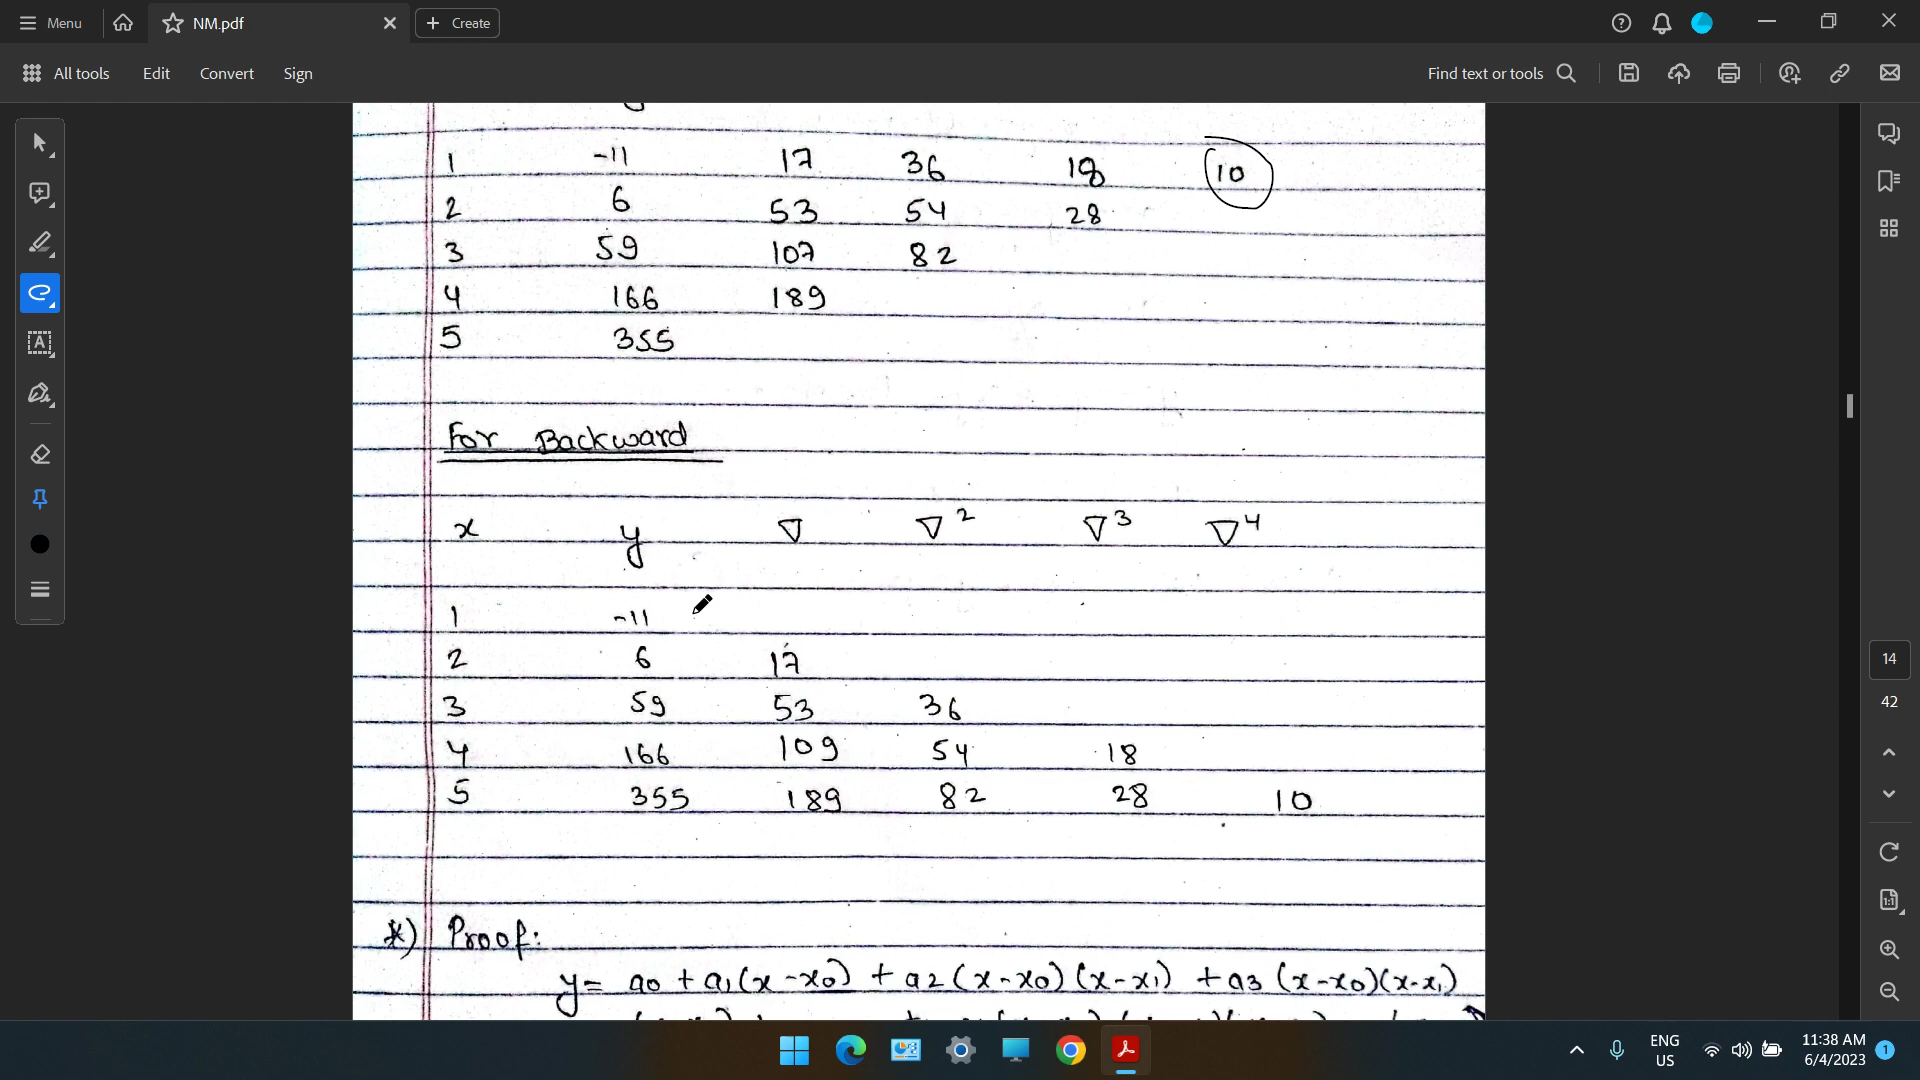 Menu NM.pdf Create
All tools Edit Convert Sign Find text or tools
1 -11 17 36 18 10
2 6 53 54 28
3 59 107 82
4 166 189
5 355
For Backward
x y ▽ ▽² ▽³ ▽⁴
1 -11
2 6 17
3 59 53 36
4 166 109 54 18
5 355 189 82 28 10
*) Proof:
y= a0 + a1(x-x0) + a2(x-x0)(x-x1) + a3(x-x0)(x-x1)
14
42
1:1
ENG
US
11:38 AM
6/4/2023
1